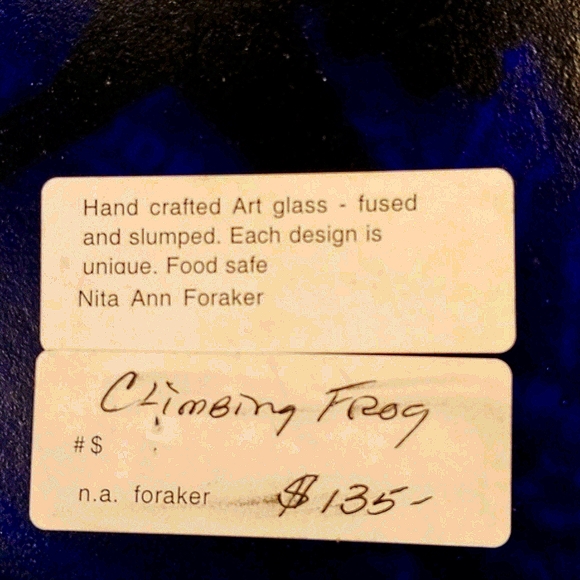 Hand crafted Art glass - fused
and slumped. Each design is
unique. Food safe
Nita Ann Foraker
Climbing Frog
#$
n.a. foraker $135-